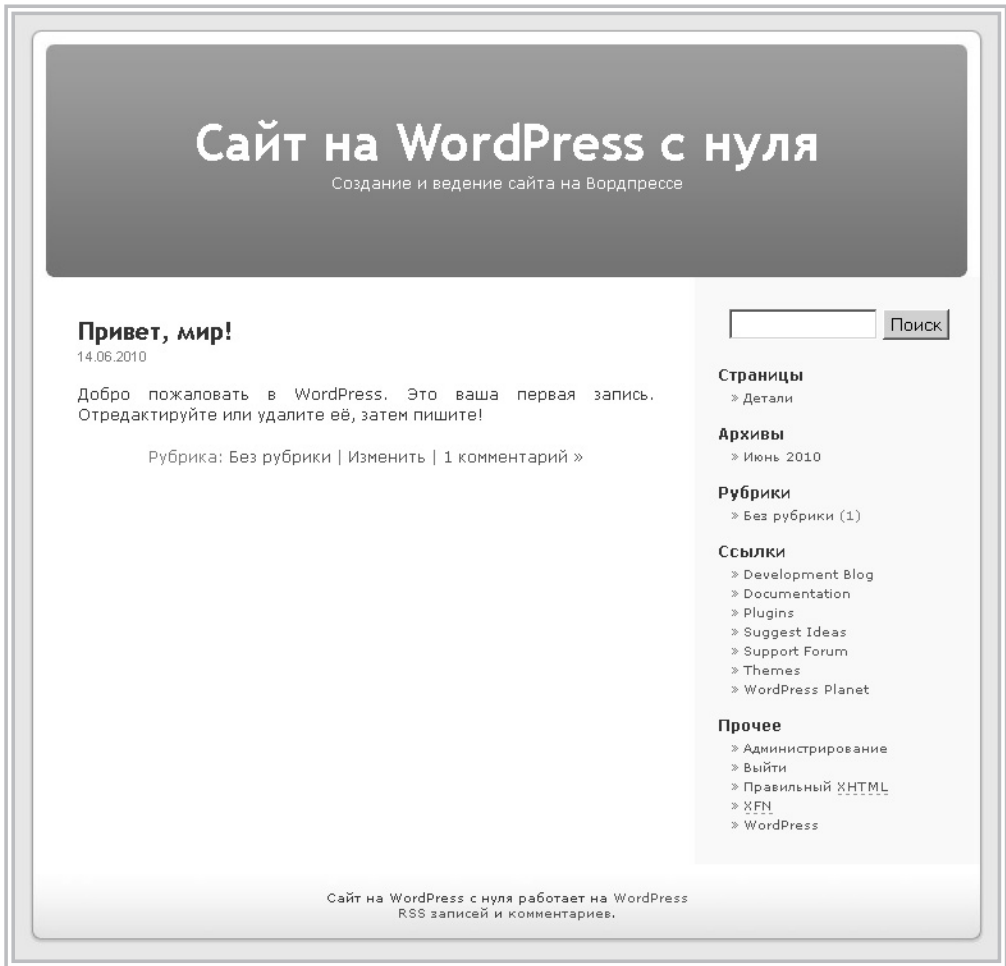 Сайт на WordPress с нуля
Создание и ведение сайта на Вордпрессе
Привет, мир!
14.06.2010
Добро пожаловать в WordPress. Это ваша первая запись.
Отредактируйте или удалите её, затем пишите!
Рубрика: Без рубрики | Изменить | 1 комментарий »
Поиск
Страницы
» Детали
Архивы
» Июнь 2010
Рубрики
» Без рубрики (1)
Ссылки
» Development Blog
» Documentation
» Plugins
» Suggest Ideas
» Support Forum
» Themes
» WordPress Planet
Прочее
» Администрирование
» Выйти
» Правильный XHTML
» XFN
» WordPress
Сайт на WordPress с нуля работает на WordPress
RSS записей и комментариев.